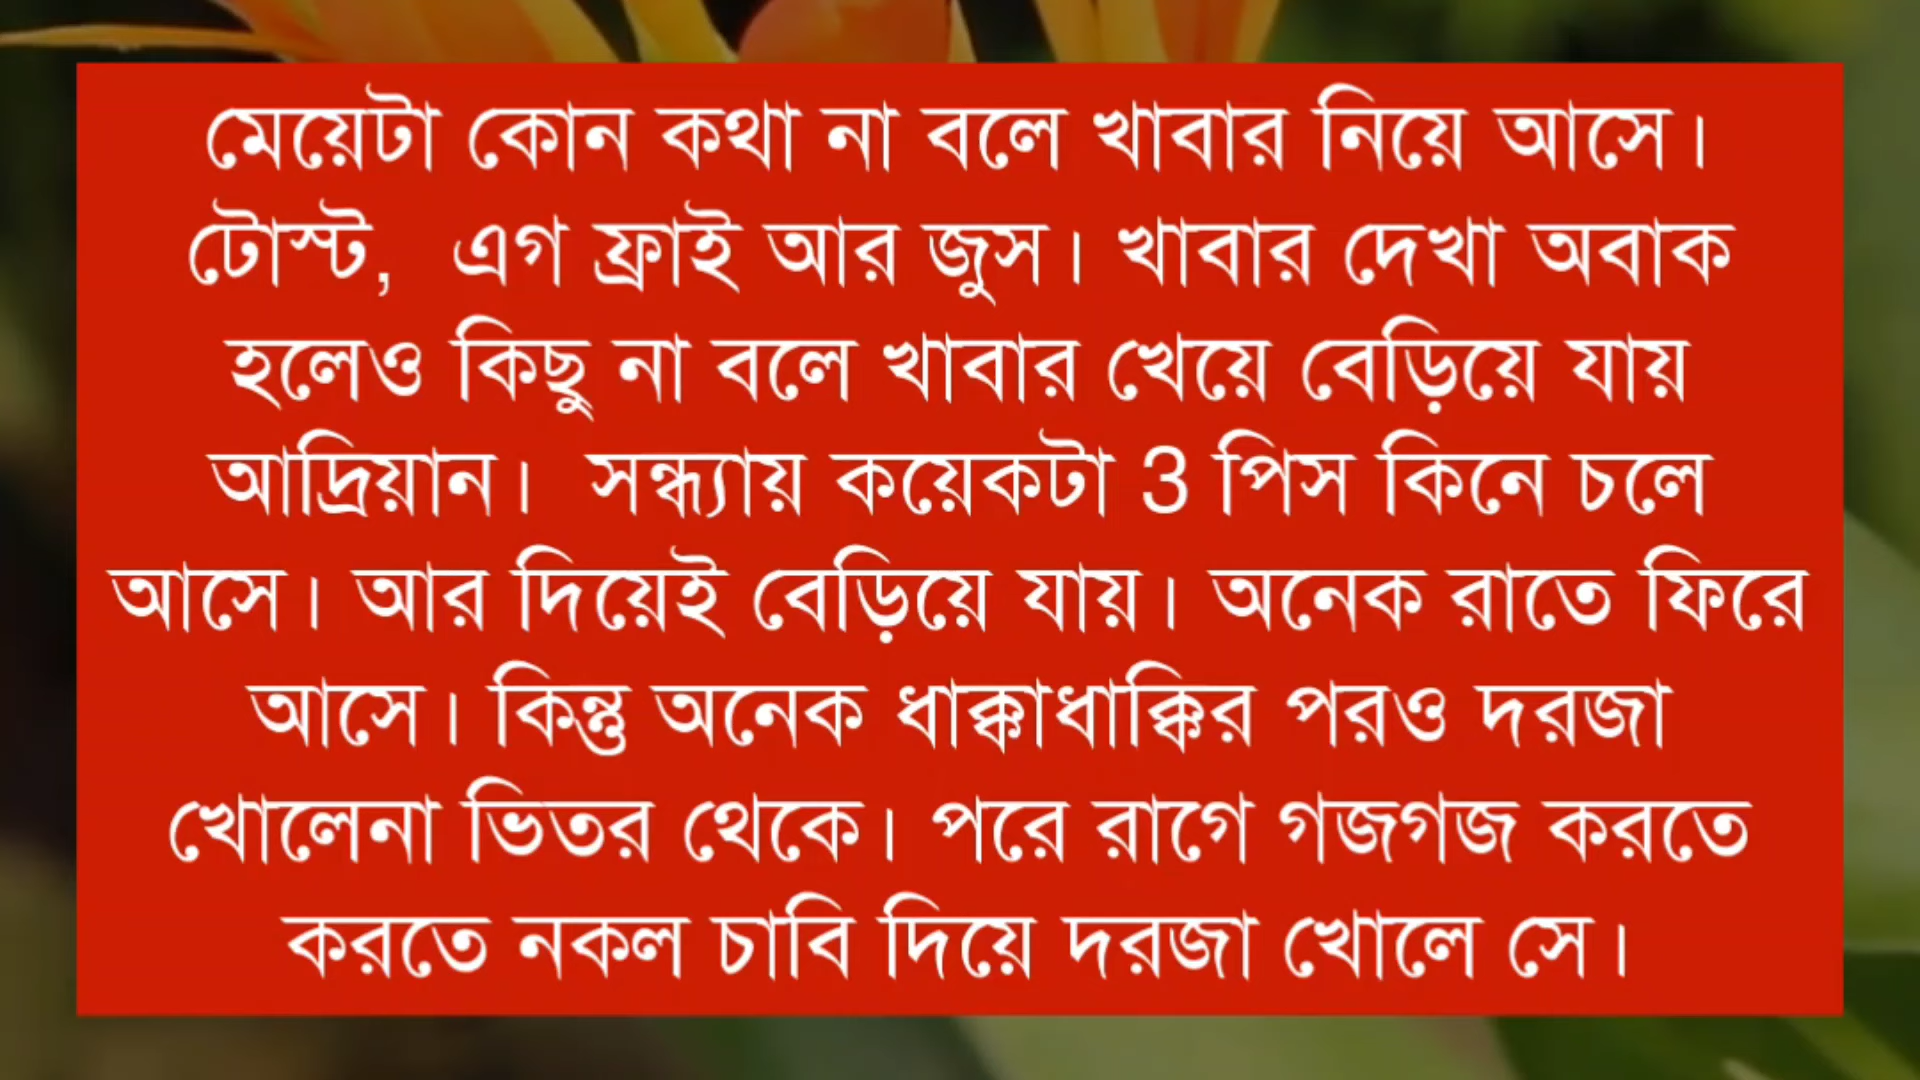 মেয়েটা কোন কথা না বলে খাবার নিয়ে আসে।
টোস্ট, এগ ফ্রাই আর জুস। খাবার দেখা অবাক
হলেও কিছু না বলে খাবার খেয়ে বেড়িয়ে যায়
আদ্রিয়ান। সন্ধ্যায় কয়েকটা 3 পিস কিনে চলে
আসে। আর দিয়েই বেড়িয়ে যায়। অনেক রাতে ফিরে
আসে। কিন্তু অনেক ধাক্কাধাক্কির পরও দরজা
খোলেনা ভিতর থেকে। পরে রাগে গজগজ করতে
করতে নকল চাবি দিয়ে দরজা খোলে সে।